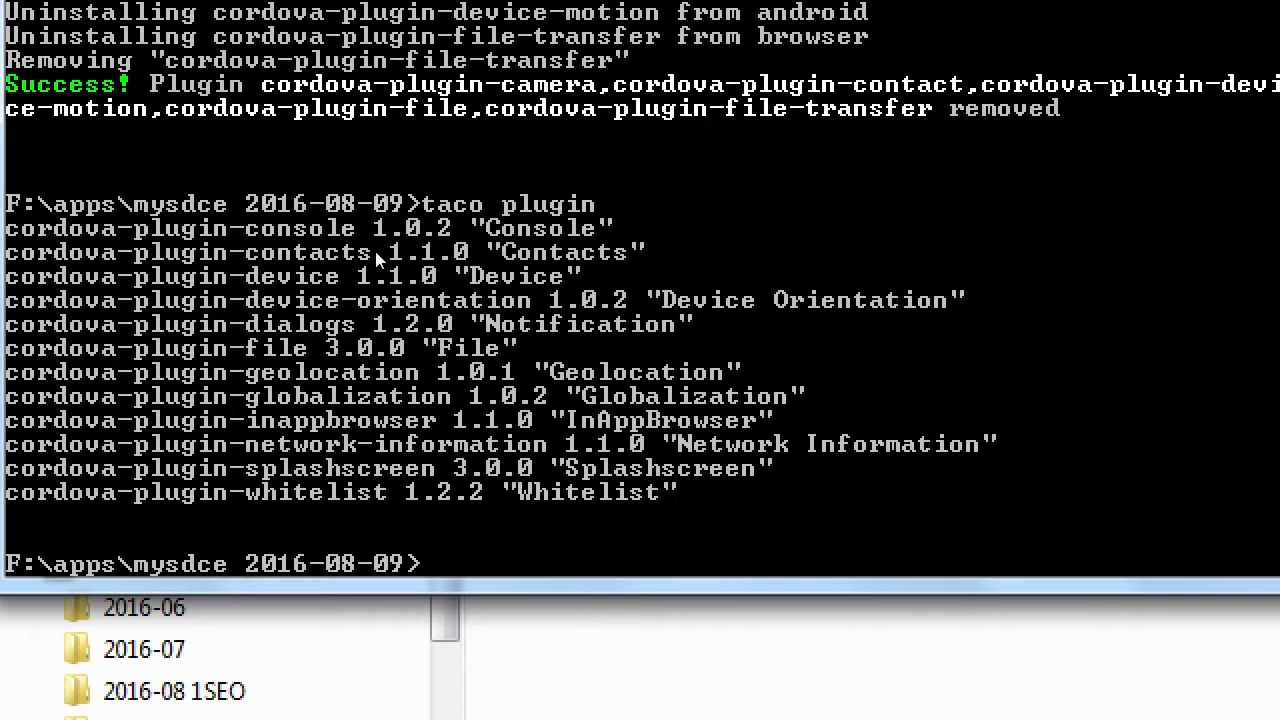 Uninstalling cordova-plugin-device-motion from android
Uninstalling cordova-plugin-file-transfer from browser
Removing "cordova-plugin-file-transfer"
Success! Plugin cordova-plugin-camera,cordova-plugin-contact,cordova-plugin-devi
ce-motion,cordova-plugin-file,cordova-plugin-file-transfer removed
F:\apps\mysdce 2016-08-09>taco plugin
cordova-plugin-console 1.0.2 "Console"
cordova-plugin-contacts 1.1.0 "Contacts"
cordova-plugin-device 1.1.0 "Device"
cordova-plugin-device-orientation 1.0.2 "Device Orientation"
cordova-plugin-dialogs 1.2.0 "Notification"
cordova-plugin-file 3.0.0 "File"
cordova-plugin-geolocation 1.0.1 "Geolocation"
cordova-plugin-globalization 1.0.2 "Globalization"
cordova-plugin-inappbrowser 1.1.0 "InAppBrowser"
cordova-plugin-network-information 1.1.0 "Network Information"
cordova-plugin-splashscreen 3.0.0 "Splashscreen"
cordova-plugin-whitelist 1.2.2 "Whitelist"
F:\apps\mysdce 2016-08-09>
2016-06
2016-07
2016-08 1SEO